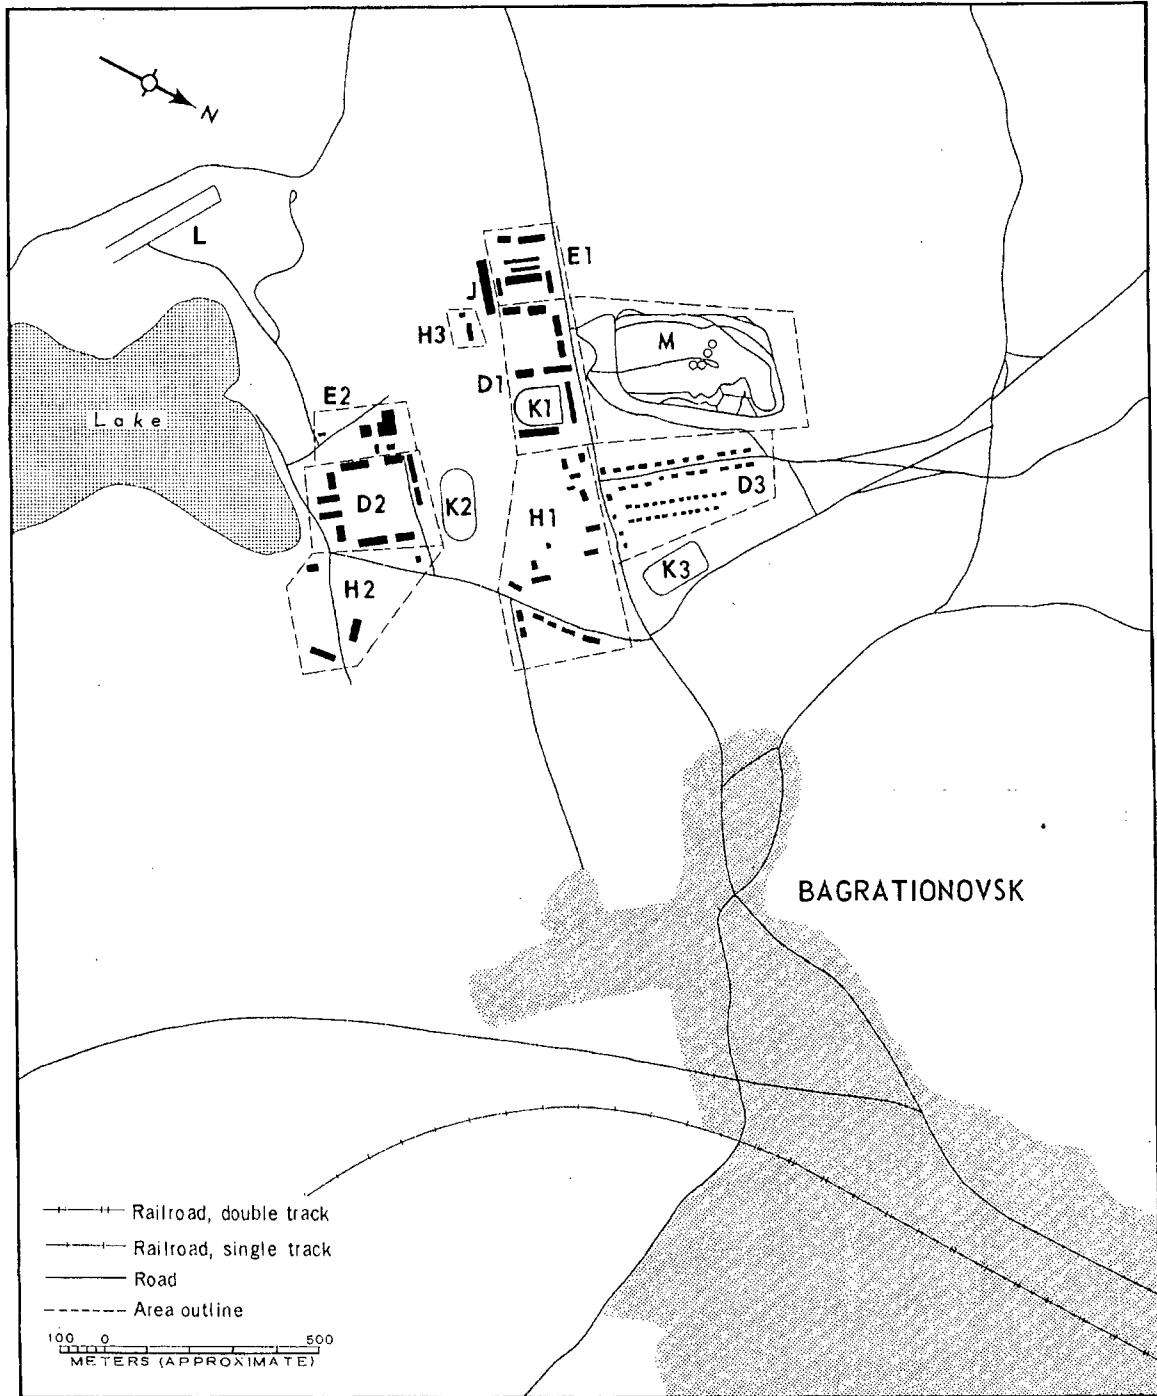 N
L
E1
J
H3
M
D1
K1
E2
Lake
D2
K2
H1
D3
K3
H2
BAGRATIONOVSK
Railroad, double track
Railroad, single track
Road
Area outline
100 0 500
METERS (APPROXIMATE)